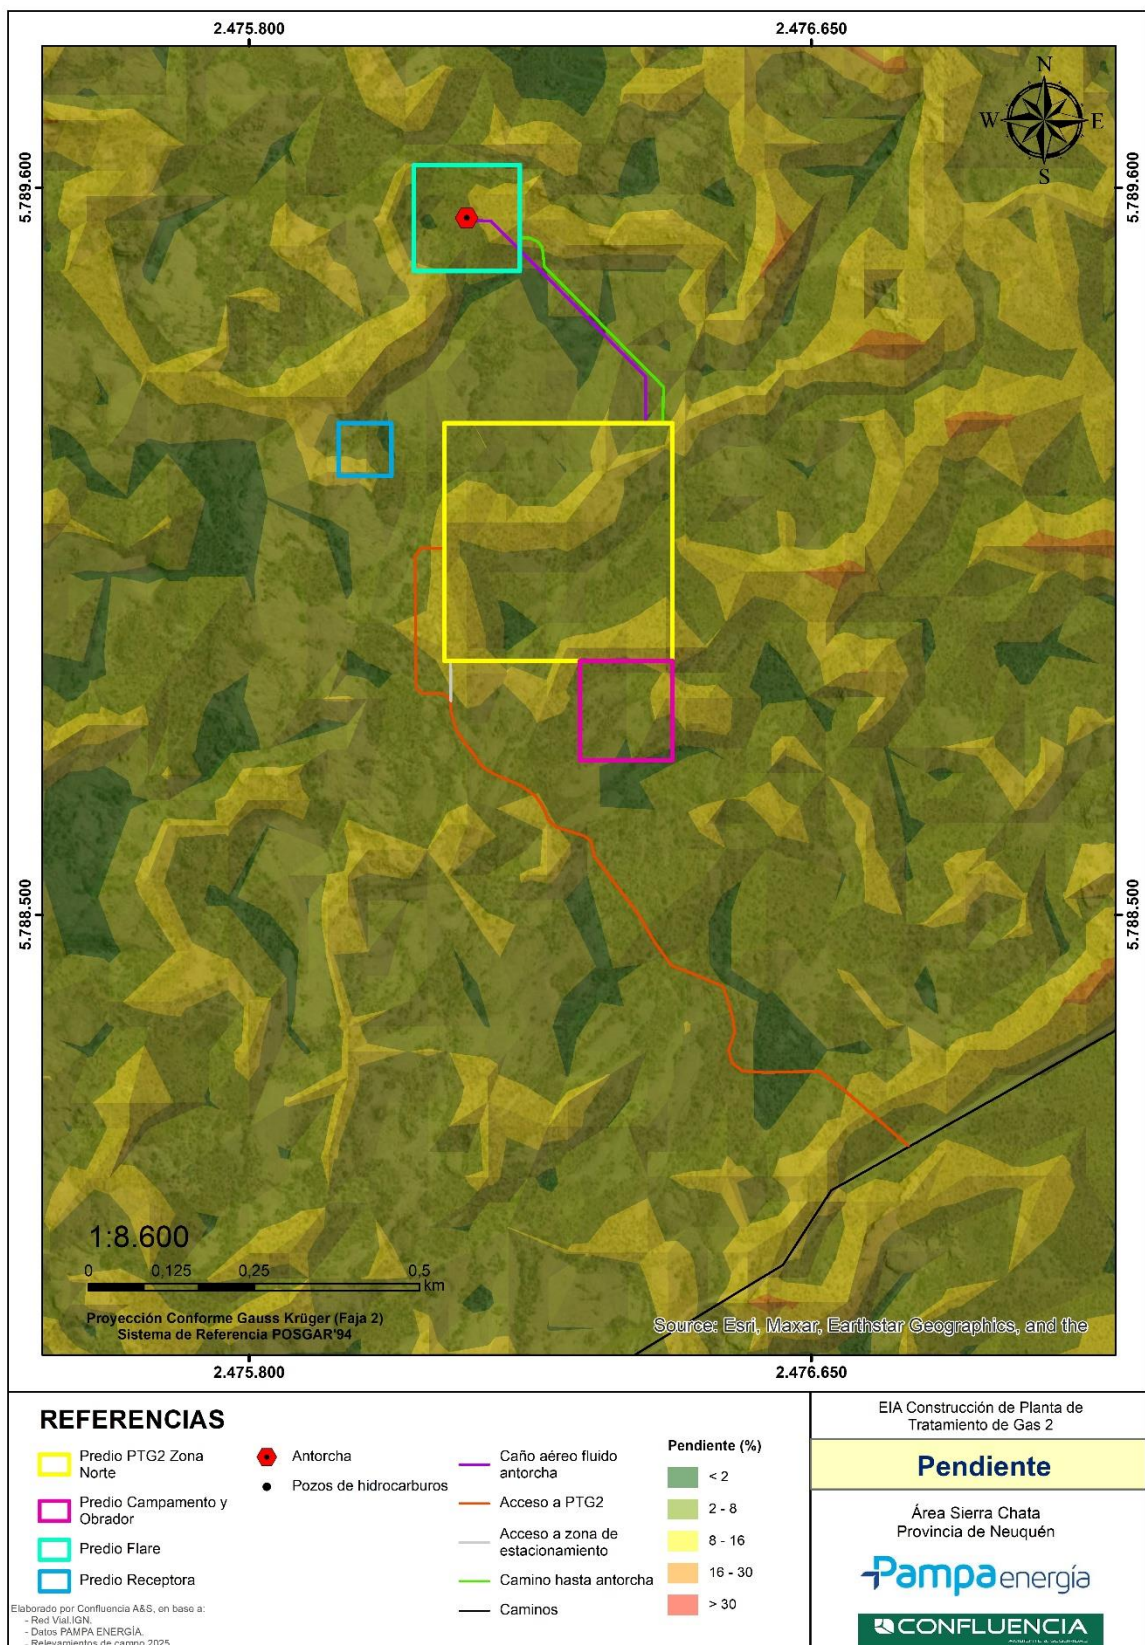 2.475.800
2.476.650
N
W
E
S
5.789.600
5.789.600
5.788.500
5.788.500
1:8.600
0
0,125
0,25
0,5
km
Proyección Conforme Gauss Krüger (Faja 2)
Sistema de Referencia POSGAR'94
Source: Esri, Maxar, Earthstar Geographics, and the
2.475.800
2.476.650
REFERENCIAS
Predio PTG2 Zona
Norte
Predio Campamento y
Obrador
Predio Flare
Predio Receptora
Antorcha
Pozos de hidrocarburos
Caño aéreo fluido
antorcha
Acceso a PTG2
Acceso a zona de
estacionamiento
Camino hasta antorcha
Caminos
Pendiente (%)
< 2
2 - 8
8 - 16
16 - 30
> 30
Elaborado por Confluencia A&S, en base a:
- Red Vial.IGN.
- Datos PAMPA ENERGÍA.
- Relevamientos de campo 2025.
EIA Construcción de Planta de
Tratamiento de Gas 2
Pendiente
Área Sierra Chata
Provincia de Neuquén
Pampa energía
CONFLUENCIA